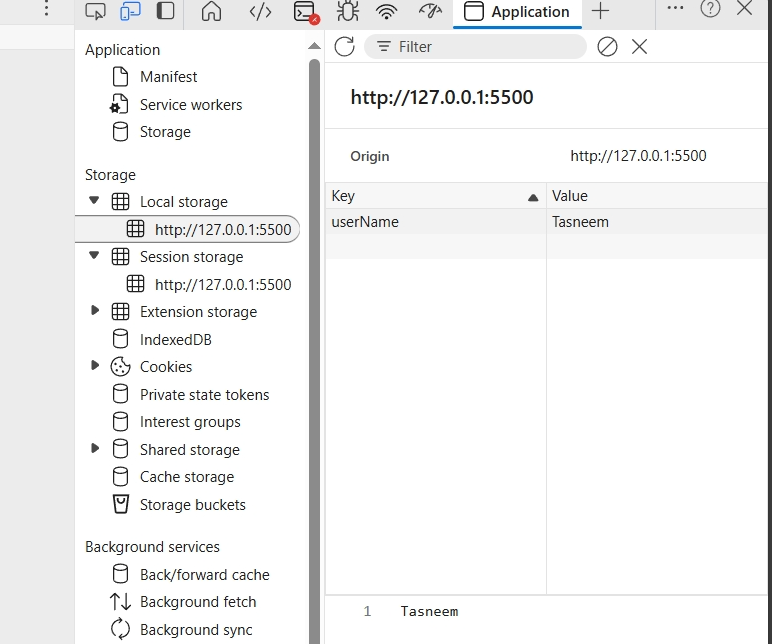 Application
Application
Manifest
Service workers
Storage
Storage
Local storage
http://127.0.0.1:5500
Session storage
http://127.0.0.1:5500
Extension storage
IndexedDB
Cookies
Private state tokens
Interest groups
Shared storage
Cache storage
Storage buckets
Background services
Back/forward cache
Background fetch
Background sync
Filter
http://127.0.0.1:5500
Origin http://127.0.0.1:5500
Key Value
userName Tasneem
1 Tasneem